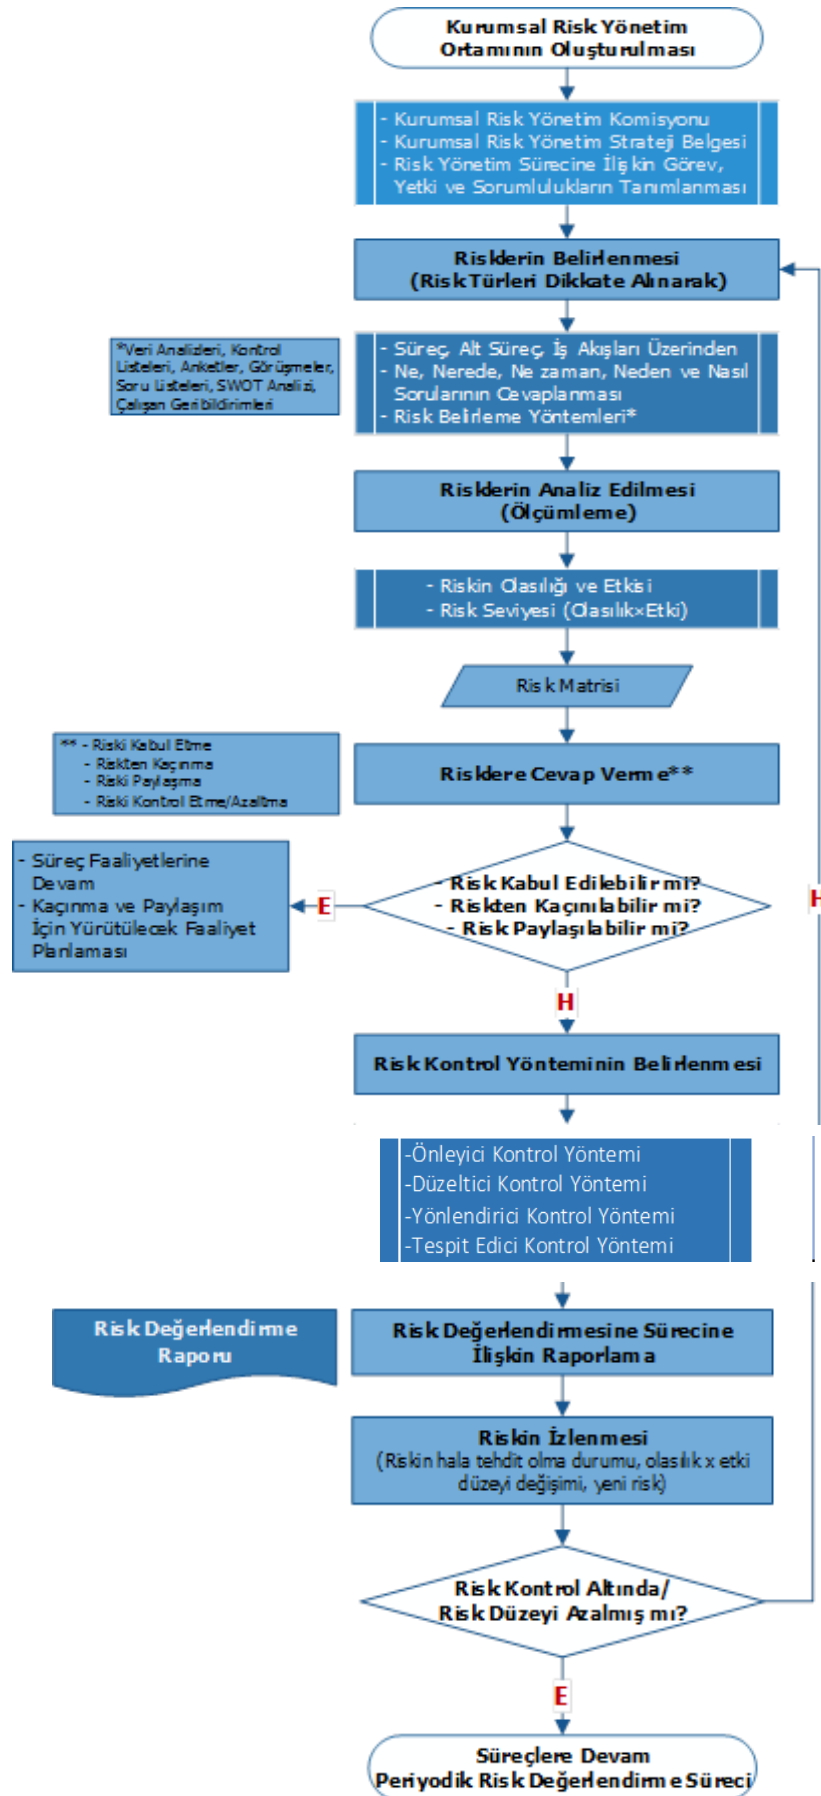 Kurumsal Risk Yönetim
Ortamının Oluşturulması
- Kurumsal Risk Yönetim Komisyonu
- Kurumsal Risk Yönetim Strateji Belgesi
- Risk Yönetim Sürecine İlişkin Görev,
Yetki ve Sorumlulukların Tanımlanması
Risklerin Belirlenmesi
(Risk Türleri Dikkate Alınarak)
*Veri Analizleri, Kontrol
Listeleri, Anketler, Görüşmeler,
Soru Listeleri, SWOT Analizi,
Çalışan Geribildirimleri
- Süreç, Alt Süreç, İş Akışları Üzerinden
- Ne, Nerede, Ne zaman, Neden ve Nasıl
Sorularının Cevaplanması
- Risk Belirleme Yöntemleri*
Risklerin Analiz Edilmesi
(Ölçümleme)
- Riskin Olasılığı ve Etkisi
- Risk Seviyesi (Olasılık×Etki)
Risk Matrisi
** - Riski Kabul Etme
- Riskten Kaçınma
- Riski Paylaşma
- Riski Kontrol Etme/Azaltma
Risklere Cevap Verme**
- Süreç Faaliyetlerine
Devam
- Kaçınma ve Paylaşım
İçin Yürütülecek Faaliyet
Planlaması
E
- Risk Kabul Edilebilir mi?
- Riskten Kaçınılabilir mi?
- Risk Paylaşılabilir mi?
H
H
Risk Kontrol Yönteminin Belirlenmesi
-Önleyici Kontrol Yöntemi
-Düzeltici Kontrol Yöntemi
-Yönlendirici Kontrol Yöntemi
-Tespit Edici Kontrol Yöntemi
Risk Değerlendirme
Raporu
Risk Değerlendirmesine Sürecine
İlişkin Raporlama
Riskin İzlenmesi
(Riskin hala tehdit olma durumu, olasılık x etki
düzeyi değişimi, yeni risk)
Risk Kontrol Altında/
Risk Düzeyi Azalmış mı?
E
Süreçlere Devam
Periyodik Risk Değerlendirme Süreci